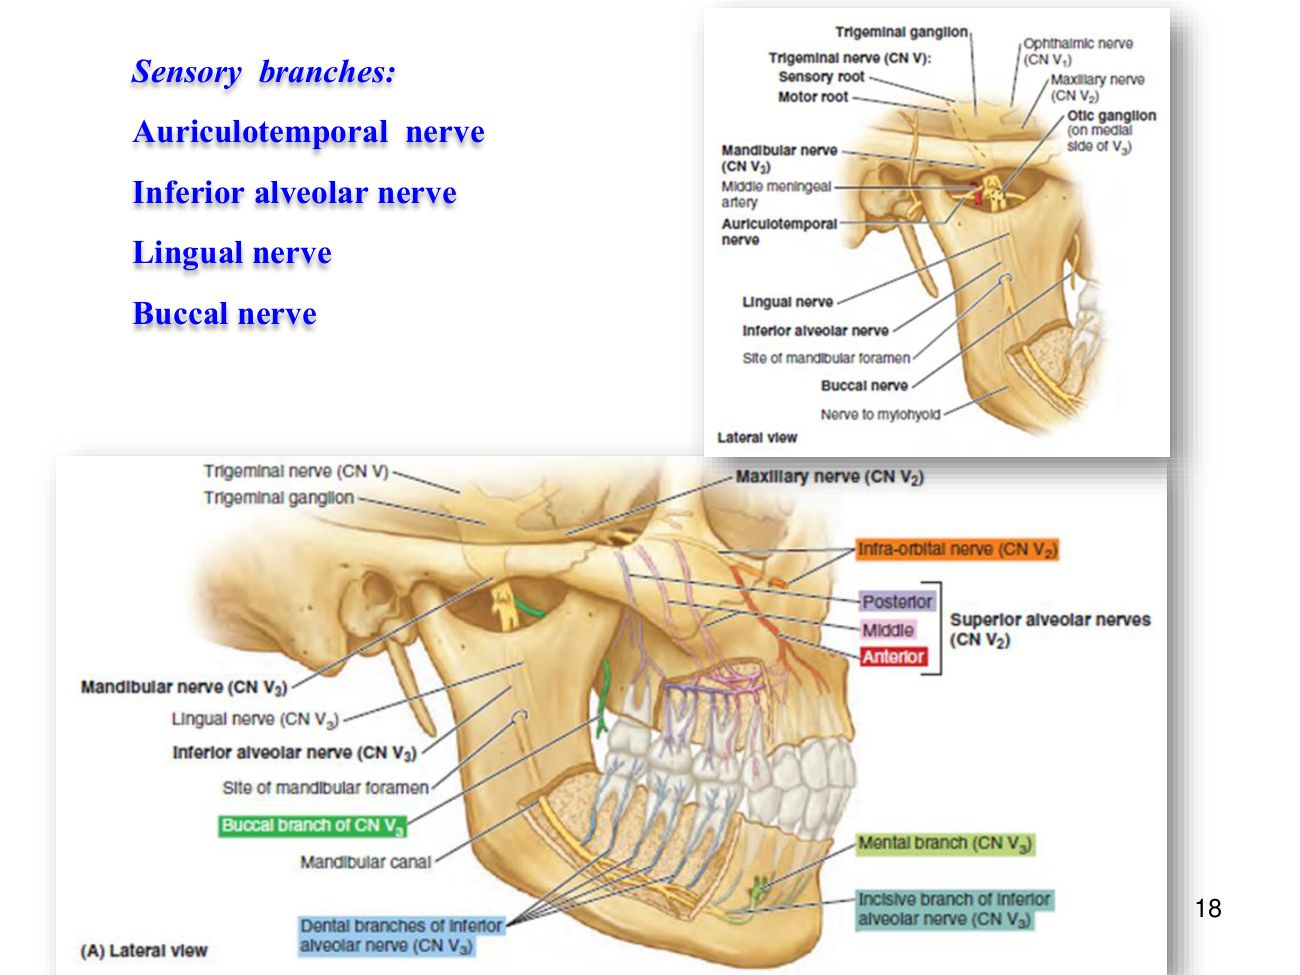 Sensory branches:
Auriculotemporal nerve
Inferior alveolar nerve
Lingual nerve
Buccal nerve
Trigeminal ganglion
Trigeminal nerve (CN V):
Sensory root
Motor root
Ophthalmic nerve
(CN V₁)
Maxillary nerve
(CN V₂)
Otic ganglion
(on medial
side of V₃)
Mandibular nerve
(CN V₃)
Middle meningeal
artery
Auriculotemporal
nerve
Lingual nerve
Inferior alveolar nerve
Site of mandibular foramen
Buccal nerve
Nerve to mylohyoid
Lateral view
Trigeminal nerve (CN V)
Trigeminal ganglion
Maxillary nerve (CN V₂)
Infra-orbital nerve (CN V₂)
Posterior
Middle
Anterior
Superior alveolar nerves
(CN V₂)
Mandibular nerve (CN V₃)
Lingual nerve (CN V₃)
Inferior alveolar nerve (CN V₃)
Site of mandibular foramen
Buccal branch of CN V₃
Mandibular canal
Dental branches of inferior
alveolar nerve (CN V₃)
Mental branch (CN V₃)
Incisive branch of inferior
alveolar nerve (CN V₃)
(A) Lateral view
18